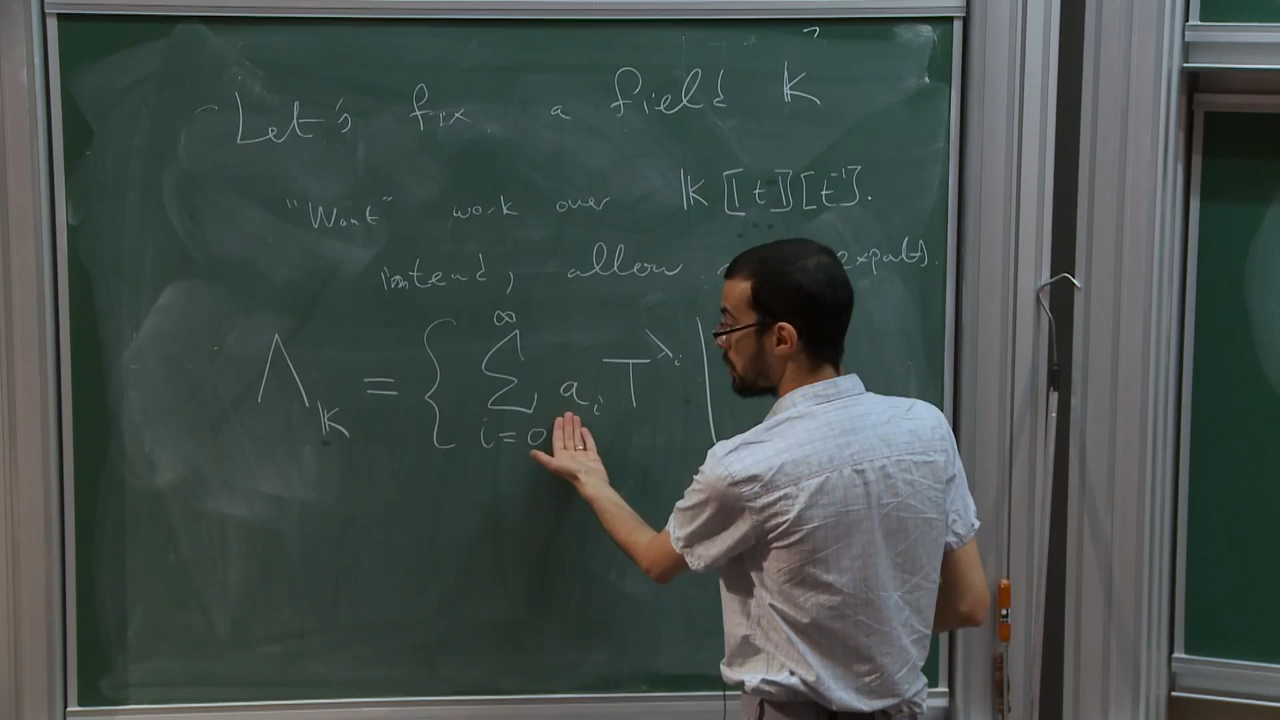 Let's fix a field 𝕜
"Want" work over 𝕜[[t]][t⁻¹].
instead, allow
Λ_𝕜 = { ∑_{i=0}^{∞} a_i T^{λ_i} |